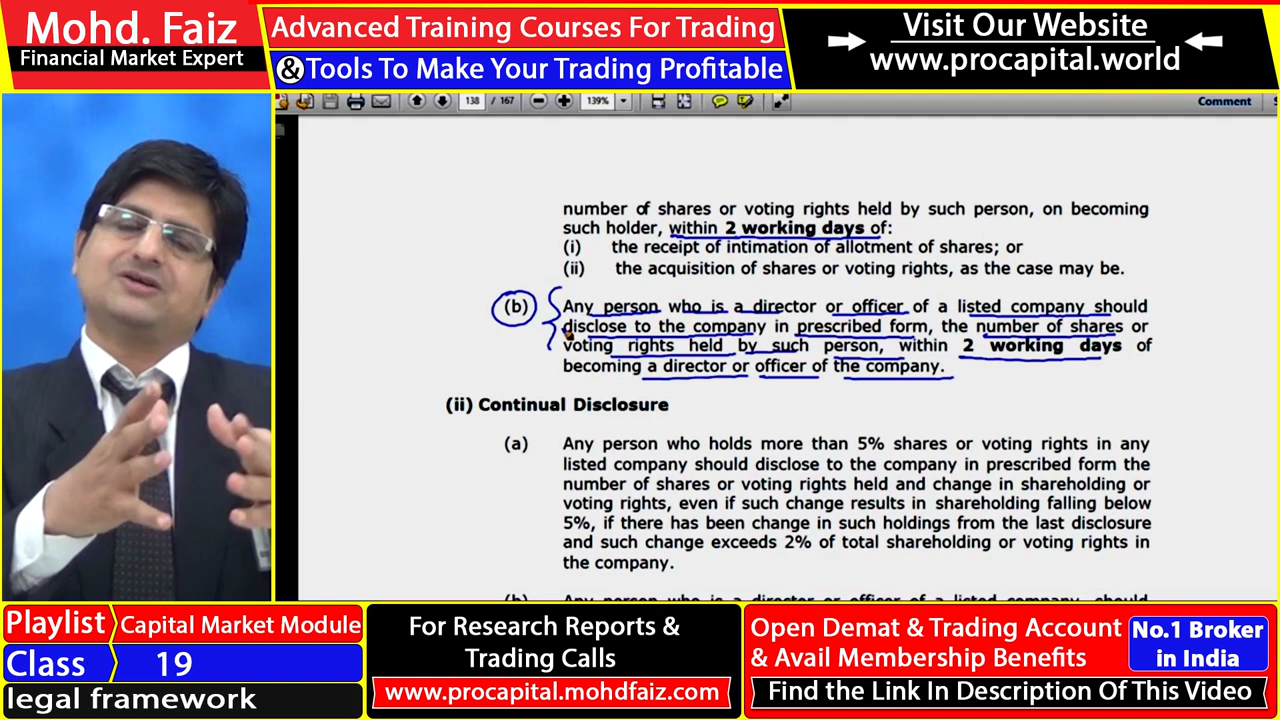 Mohd. Faiz
Financial Market Expert
Advanced Training Courses For Trading
& Tools To Make Your Trading Profitable
Visit Our Website
www.procapital.world
138 / 167
139%
Comment
number of shares or voting rights held by such person, on becoming
such holder, within 2 working days of:
(i) the receipt of intimation of allotment of shares; or
(ii) the acquisition of shares or voting rights, as the case may be.
(b) Any person who is a director or officer of a listed company should
disclose to the company in prescribed form, the number of shares or
voting rights held by such person, within 2 working days of
becoming a director or officer of the company.
(ii) Continual Disclosure
(a) Any person who holds more than 5% shares or voting rights in any
listed company should disclose to the company in prescribed form the
number of shares or voting rights held and change in shareholding or
voting rights, even if such change results in shareholding falling below
5%, if there has been change in such holdings from the last disclosure
and such change exceeds 2% of total shareholding or voting rights in
the company.
(b) Any person who is a director or officer of a listed company, should
Playlist Capital Market Module
Class 19
legal framework
For Research Reports &
Trading Calls
www.procapital.mohdfaiz.com
Open Demat & Trading Account
& Avail Membership Benefits
No.1 Broker
in India
Find the Link In Description Of This Video